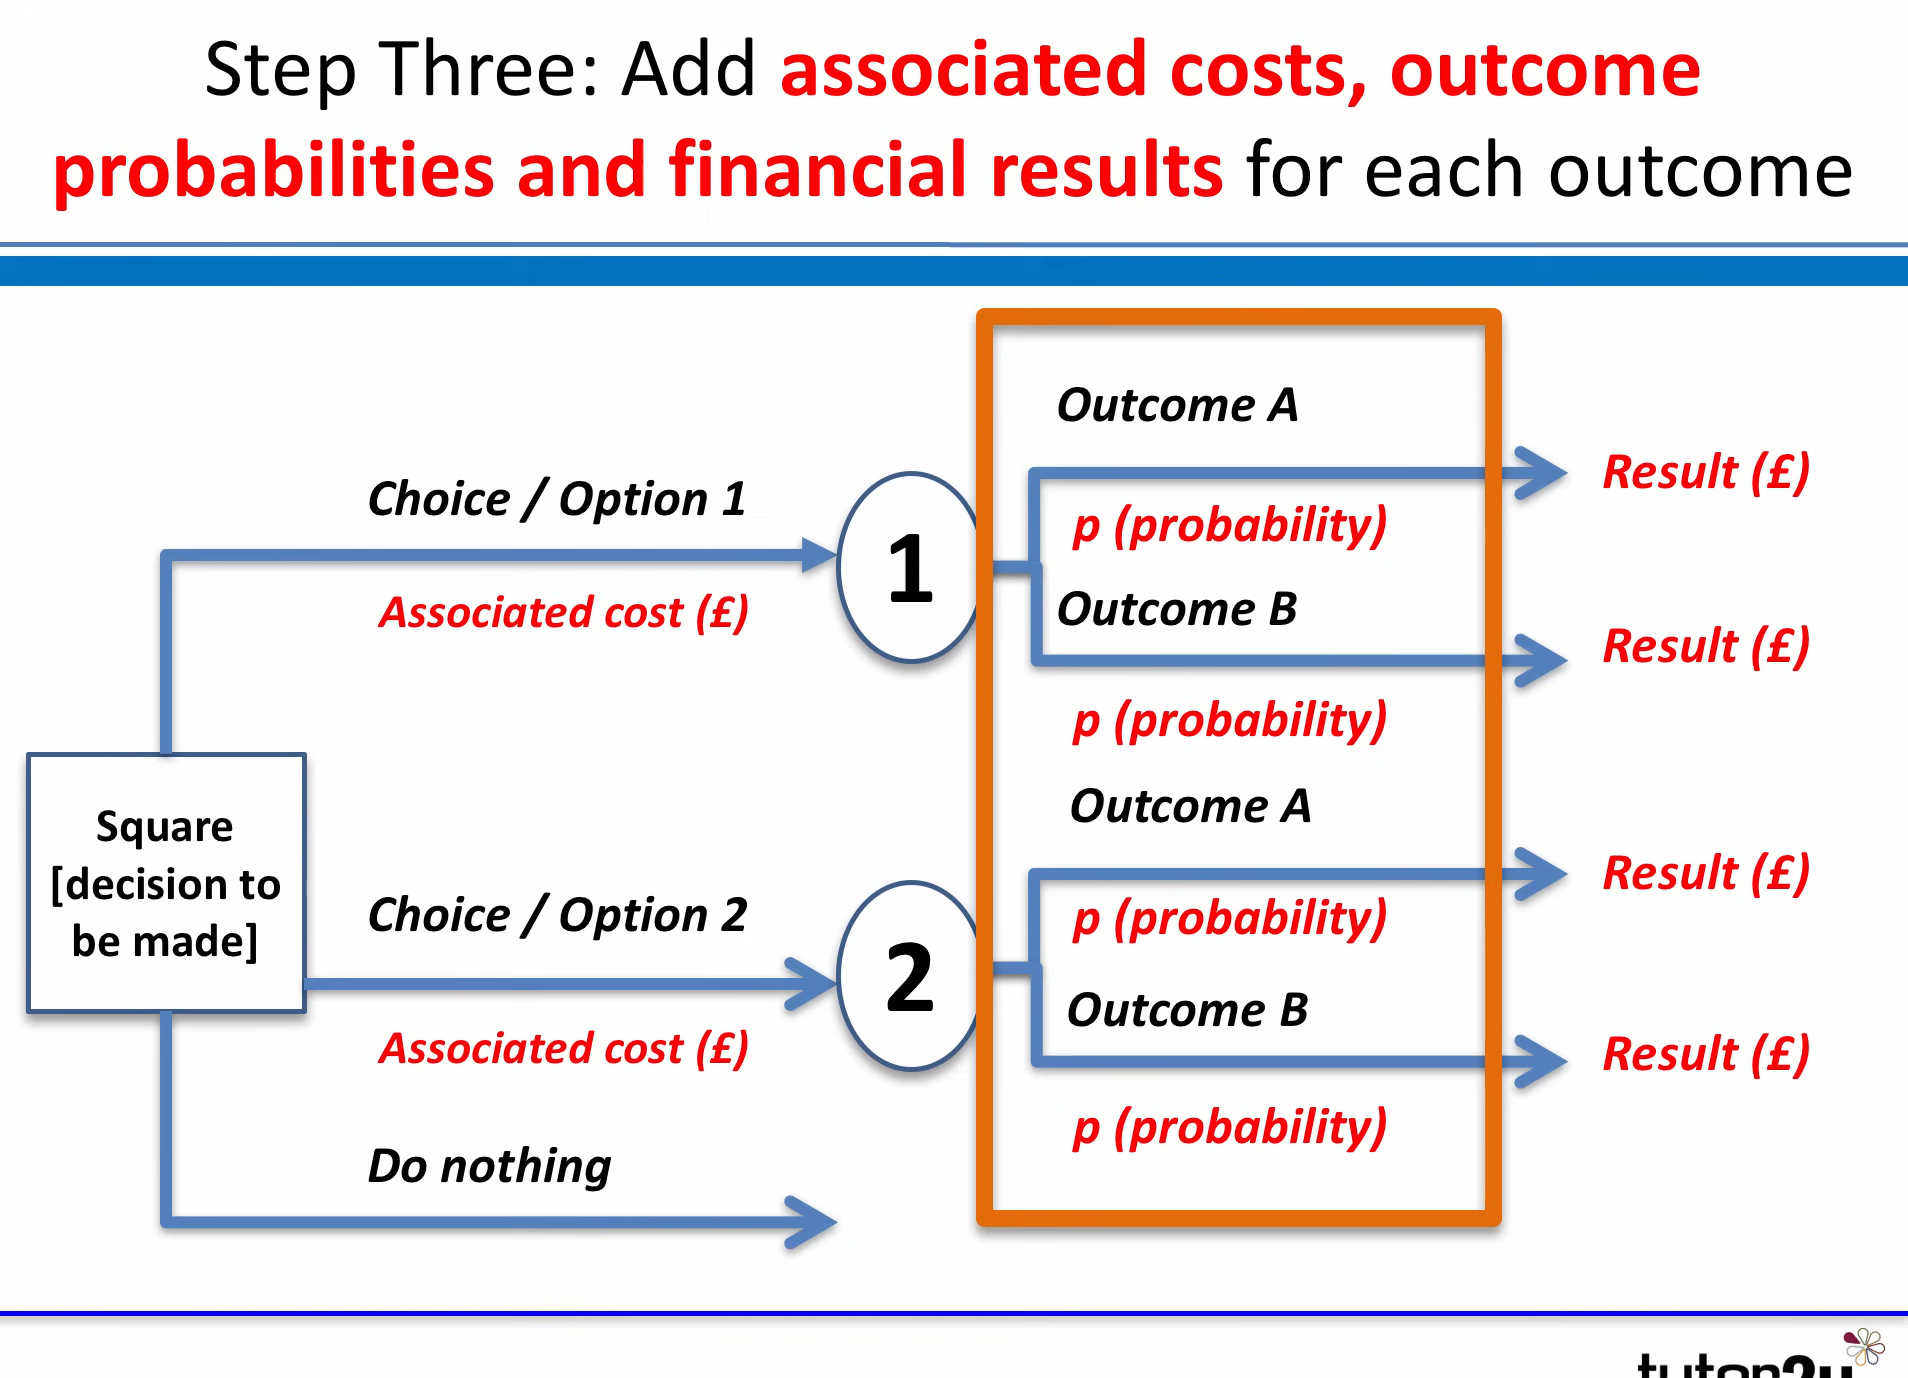 Step Three: Add associated costs, outcome
probabilities and financial results for each outcome
Choice / Option 1
Associated cost (£)
1
Outcome A
p (probability)
Result (£)
Outcome B
p (probability)
Result (£)
Square
[decision to
be made]
Choice / Option 2
Associated cost (£)
2
Outcome A
p (probability)
Result (£)
Outcome B
p (probability)
Result (£)
Do nothing
tutor2u